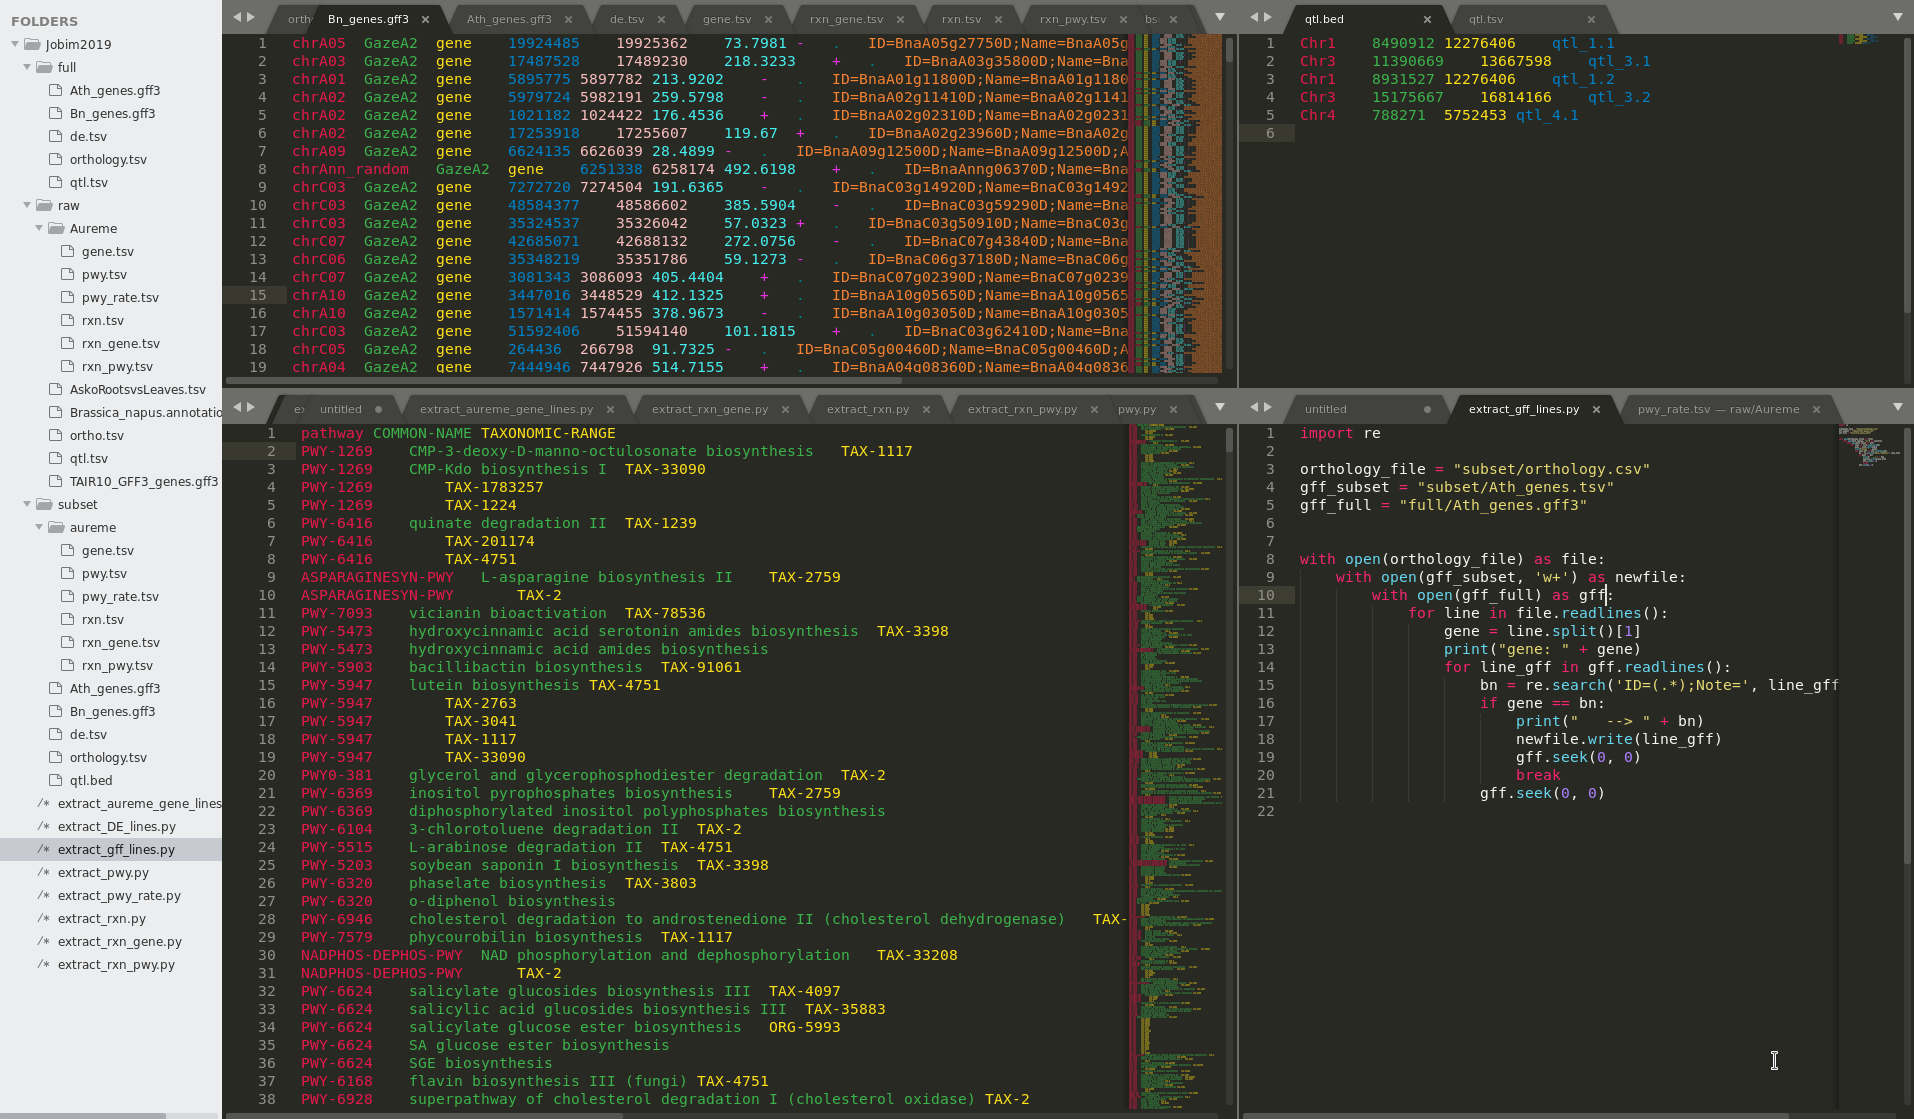 FOLDERS
Jobim2019
full
Ath_genes.gff3
Bn_genes.gff3
de.tsv
orthology.tsv
qtl.tsv
raw
Aureme
gene.tsv
pwy.tsv
pwy_rate.tsv
rxn.tsv
rxn_gene.tsv
rxn_pwy.tsv
AskoRootsvsLeaves.tsv
Brassica_napus.annotatio
ortho.tsv
qtl.tsv
TAIR10_GFF3_genes.gff3
subset
aureme
gene.tsv
pwy.tsv
pwy_rate.tsv
rxn.tsv
rxn_gene.tsv
rxn_pwy.tsv
Ath_genes.gff3
Bn_genes.gff3
de.tsv
orthology.tsv
qtl.bed
/* extract_aureme_gene_lines
/* extract_DE_lines.py
/* extract_gff_lines.py
/* extract_pwy.py
/* extract_pwy_rate.py
/* extract_rxn.py
/* extract_rxn_gene.py
/* extract_rxn_pwy.py
orth Bn_genes.gff3 × Ath_genes.gff3 × de.tsv × gene.tsv × rxn_gene.tsv × rxn.tsv × rxn_pwy.tsv × bs ×
1 chrA05 GazeA2 gene 19924485 19925362 73.7981 - . ID=BnaA05g27750D;Name=BnaA05g
2 chrA03 GazeA2 gene 17487528 17489230 218.3233 + . ID=BnaA03g35800D;Name=Bna
3 chrA01 GazeA2 gene 5895775 5897782 213.9202 - . ID=BnaA01g11800D;Name=BnaA01g1180
4 chrA02 GazeA2 gene 5979724 5982191 259.5798 - . ID=BnaA02g11410D;Name=BnaA02g1141
5 chrA02 GazeA2 gene 1021182 1024422 176.4536 + . ID=BnaA02g02310D;Name=BnaA02g0231
6 chrA02 GazeA2 gene 17253918 17255607 119.67 + . ID=BnaA02g23960D;Name=BnaA02g
7 chrA09 GazeA2 gene 6624135 6626039 28.4899 - . ID=BnaA09g12500D;Name=BnaA09g12500D;A
8 chrAnn_random GazeA2 gene 6251338 6258174 492.6198 + . ID=BnaAnng06370D;Name=Bna
9 chrC03 GazeA2 gene 7272720 7274504 191.6365 - . ID=BnaC03g14920D;Name=BnaC03g1492
10 chrC03 GazeA2 gene 48584377 48586602 385.5904 - . ID=BnaC03g59290D;Name=Bna
11 chrC03 GazeA2 gene 35324537 35326042 57.0323 + . ID=BnaC03g50910D;Name=BnaC03g
12 chrC07 GazeA2 gene 42685071 42688132 272.0756 - . ID=BnaC07g43840D;Name=Bna
13 chrC06 GazeA2 gene 35348219 35351786 59.1273 - . ID=BnaC06g37180D;Name=BnaC06g
14 chrC07 GazeA2 gene 3081343 3086093 405.4404 + . ID=BnaC07g02390D;Name=BnaC07g0239
15 chrA10 GazeA2 gene 3447016 3448529 412.1325 + . ID=BnaA10g05650D;Name=BnaA10g0565
16 chrA10 GazeA2 gene 1571414 1574455 378.9673 - . ID=BnaA10g03050D;Name=BnaA10g0305
17 chrC03 GazeA2 gene 51592406 51594140 101.1815 + . ID=BnaC03g62410D;Name=Bna
18 chrC05 GazeA2 gene 264436 266798 91.7325 - . ID=BnaC05g00460D;Name=BnaC05g00460D;A
19 chrA04 GazeA2 gene 7444946 7447926 514.7155 + . ID=BnaA04g08360D;Name=BnaA04g0836
qtl.bed × qtl.tsv ×
1 Chr1 8490912 12276406 qtl_1.1
2 Chr3 11390669 13667598 qtl_3.1
3 Chr1 8931527 12276406 qtl_1.2
4 Chr3 15175667 16814166 qtl_3.2
5 Chr4 788271 5752453 qtl_4.1
6
ex untitled extract_aureme_gene_lines.py × extract_rxn_gene.py × extract_rxn.py × extract_rxn_pwy.py × pwy.py ×
1 pathway COMMON-NAME TAXONOMIC-RANGE
2 PWY-1269 CMP-3-deoxy-D-manno-octulosonate biosynthesis TAX-1117
3 PWY-1269 CMP-Kdo biosynthesis I TAX-33090
4 PWY-1269 TAX-1783257
5 PWY-1269 TAX-1224
6 PWY-6416 quinate degradation II TAX-1239
7 PWY-6416 TAX-201174
8 PWY-6416 TAX-4751
9 ASPARAGINESYN-PWY L-asparagine biosynthesis II TAX-2759
10 ASPARAGINESYN-PWY TAX-2
11 PWY-7093 vicianin bioactivation TAX-78536
12 PWY-5473 hydroxycinnamic acid serotonin amides biosynthesis TAX-3398
13 PWY-5473 hydroxycinnamic acid amides biosynthesis
14 PWY-5903 bacillibactin biosynthesis TAX-91061
15 PWY-5947 lutein biosynthesis TAX-4751
16 PWY-5947 TAX-2763
17 PWY-5947 TAX-3041
18 PWY-5947 TAX-1117
19 PWY-5947 TAX-33090
20 PWY0-381 glycerol and glycerophosphodiester degradation TAX-2
21 PWY-6369 inositol pyrophosphates biosynthesis TAX-2759
22 PWY-6369 diphosphorylated inositol polyphosphates biosynthesis
23 PWY-6104 3-chlorotoluene degradation II TAX-2
24 PWY-5515 L-arabinose degradation II TAX-4751
25 PWY-5203 soybean saponin I biosynthesis TAX-3398
26 PWY-6320 phaselate biosynthesis TAX-3803
27 PWY-6320 o-diphenol biosynthesis
28 PWY-6946 cholesterol degradation to androstenedione II (cholesterol dehydrogenase) TAX-
29 PWY-7579 phycourobilin biosynthesis TAX-1117
30 NADPHOS-DEPHOS-PWY NAD phosphorylation and dephosphorylation TAX-33208
31 NADPHOS-DEPHOS-PWY TAX-2
32 PWY-6624 salicylate glucosides biosynthesis III TAX-4097
33 PWY-6624 salicylic acid glucosides biosynthesis III TAX-35883
34 PWY-6624 salicylate glucose ester biosynthesis ORG-5993
35 PWY-6624 SA glucose ester biosynthesis
36 PWY-6624 SGE biosynthesis
37 PWY-6168 flavin biosynthesis III (fungi) TAX-4751
38 PWY-6928 superpathway of cholesterol degradation I (cholesterol oxidase) TAX-2
untitled extract_gff_lines.py × pwy_rate.tsv — raw/Aureme ×
1 import re
2
3 orthology_file = "subset/orthology.csv"
4 gff_subset = "subset/Ath_genes.tsv"
5 gff_full = "full/Ath_genes.gff3"
6
7
8 with open(orthology_file) as file:
9 with open(gff_subset, 'w+') as newfile:
10 with open(gff_full) as gff:
11 for line in file.readlines():
12 gene = line.split()[1]
13 print("gene: " + gene)
14 for line_gff in gff.readlines():
15 bn = re.search('ID=(.*);Note=', line_gff
16 if gene == bn:
17 print("   --> " + bn)
18 newfile.write(line_gff)
19 gff.seek(0, 0)
20 break
21 gff.seek(0, 0)
22